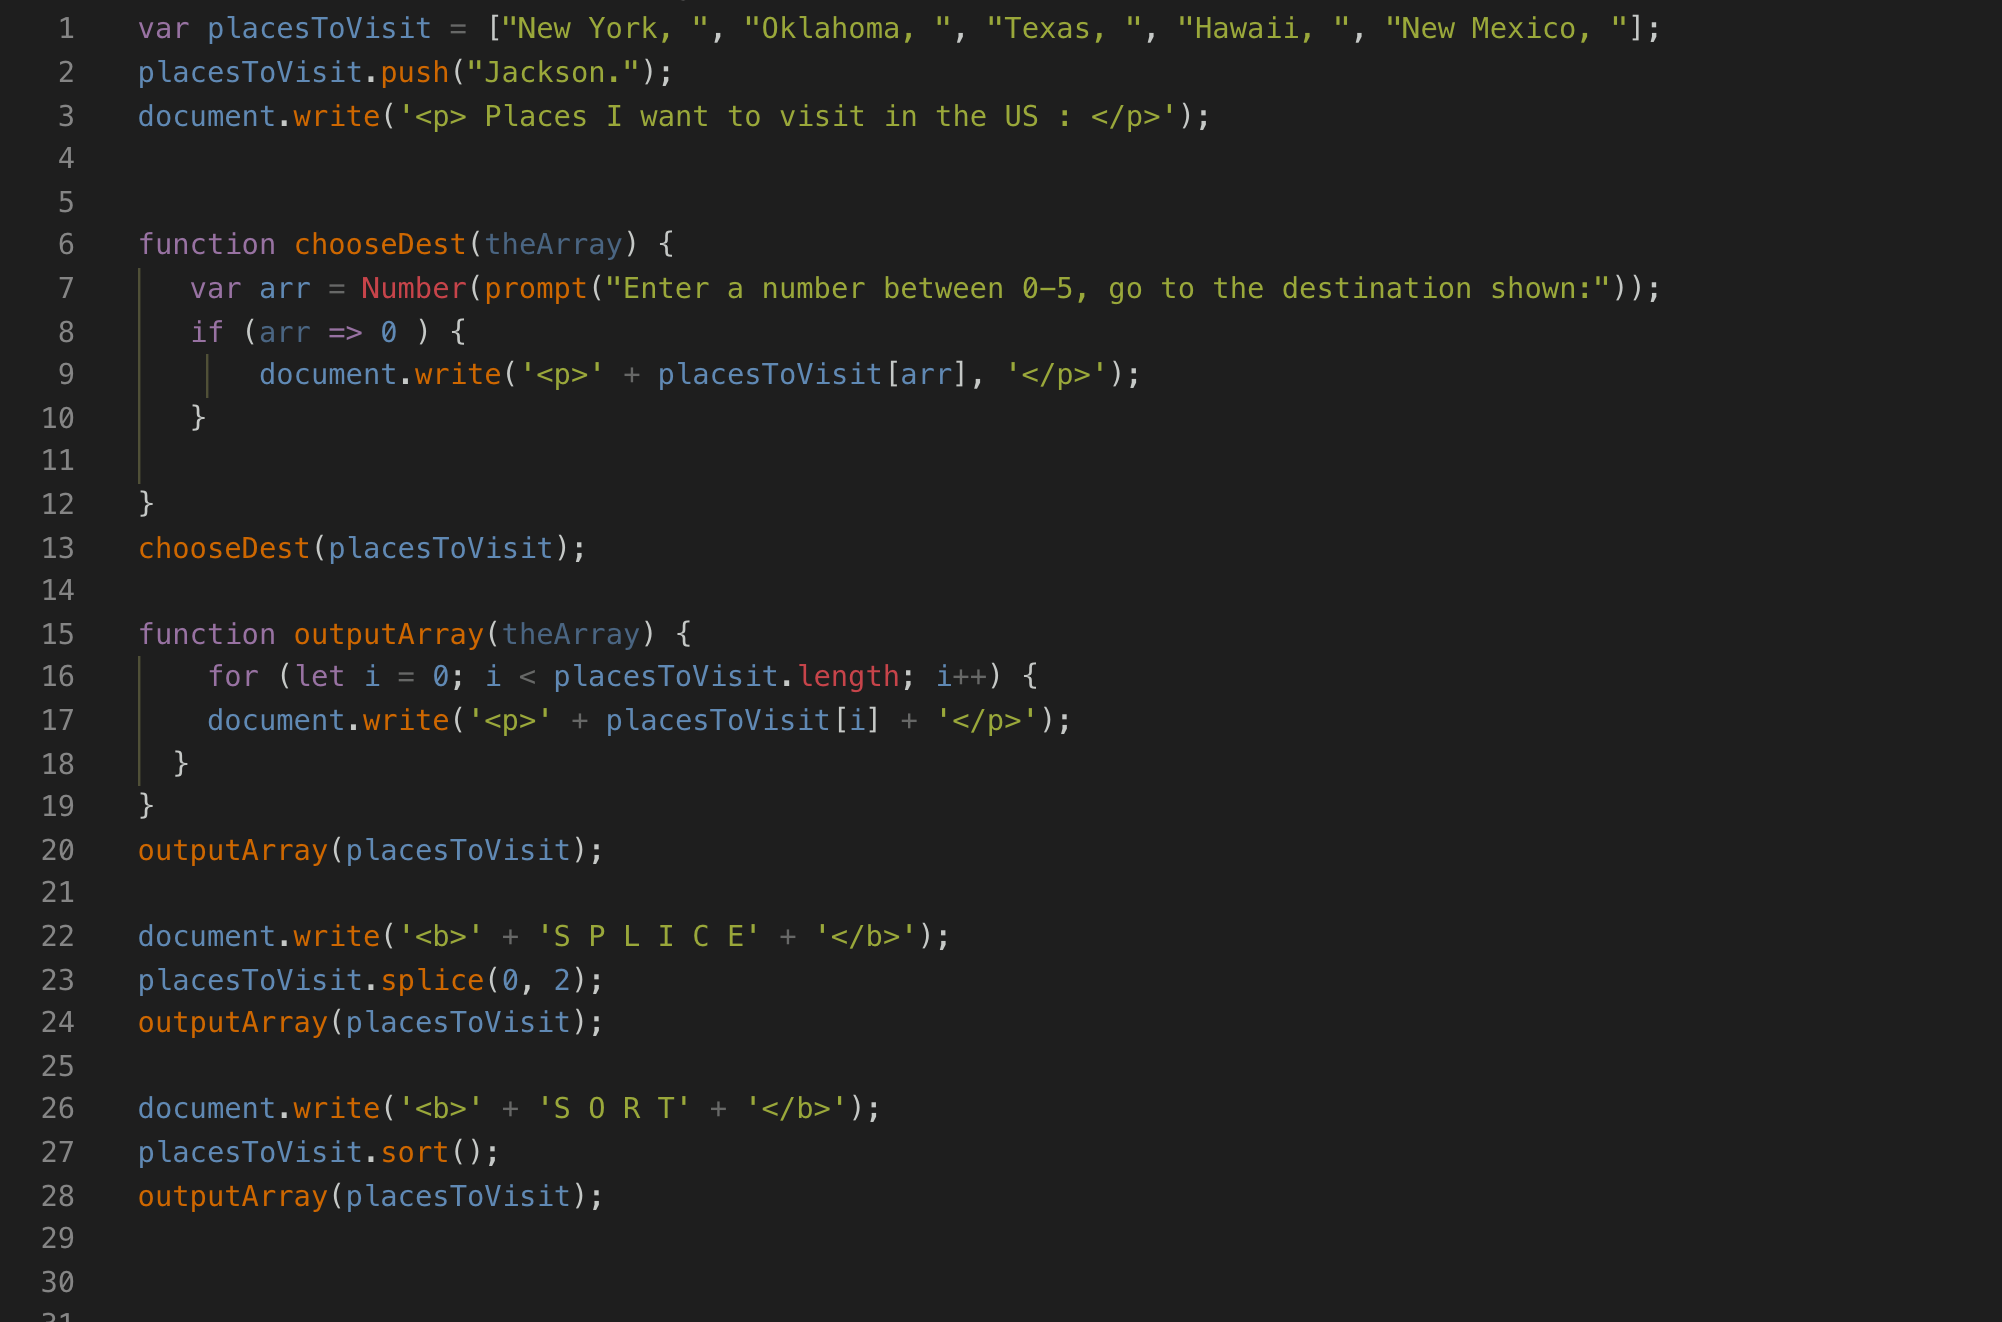 1 var placesToVisit = ["New York, ", "Oklahoma, ", "Texas, ", "Hawaii, ", "New Mexico, "];
2 placesToVisit.push("Jackson.");
3 document.write('<p> Places I want to visit in the US : </p>');
4
5
6 function chooseDest(theArray) {
7 var arr = Number(prompt("Enter a number between 0-5, go to the destination shown:"));
8 if (arr => 0 ) {
9 document.write('<p>' + placesToVisit[arr], '</p>');
10 }
11
12 }
13 chooseDest(placesToVisit);
14
15 function outputArray(theArray) {
16 for (let i = 0; i < placesToVisit.length; i++) {
17 document.write('<p>' + placesToVisit[i] + '</p>');
18 }
19 }
20 outputArray(placesToVisit);
21
22 document.write('<b>' + 'S P L I C E' + '</b>');
23 placesToVisit.splice(0, 2);
24 outputArray(placesToVisit);
25
26 document.write('<b>' + 'S O R T' + '</b>');
27 placesToVisit.sort();
28 outputArray(placesToVisit);
29
30
31